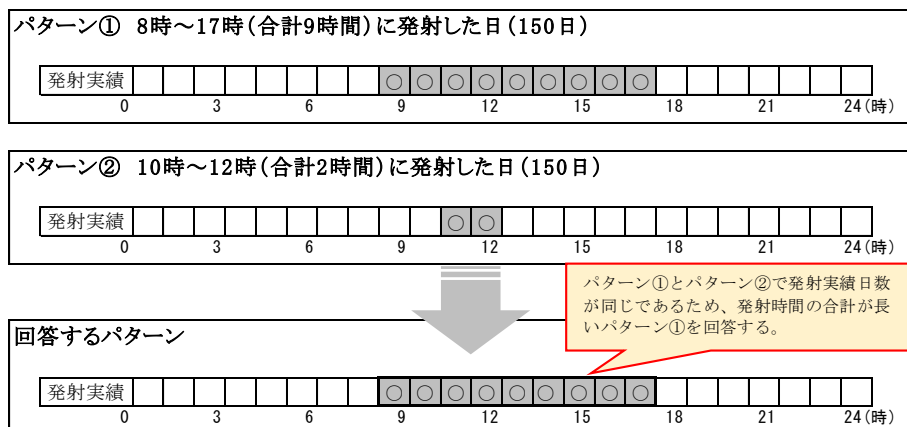 パターン① 8時～17時(合計9時間)に発射した日(150日)
発射実績 ○ ○ ○ ○ ○ ○ ○ ○ ○
0 3 6 9 12 15 18 21 24(時)
パターン② 10時～12時(合計2時間)に発射した日(150日)
発射実績 ○ ○
0 3 6 9 12 15 18 21 24(時)
パターン①とパターン②で発射実績日数
が同じであるため、発射時間の合計が長
いパターン①を回答する。
回答するパターン
発射実績 ○ ○ ○ ○ ○ ○ ○ ○ ○
0 3 6 9 12 15 18 21 24(時)